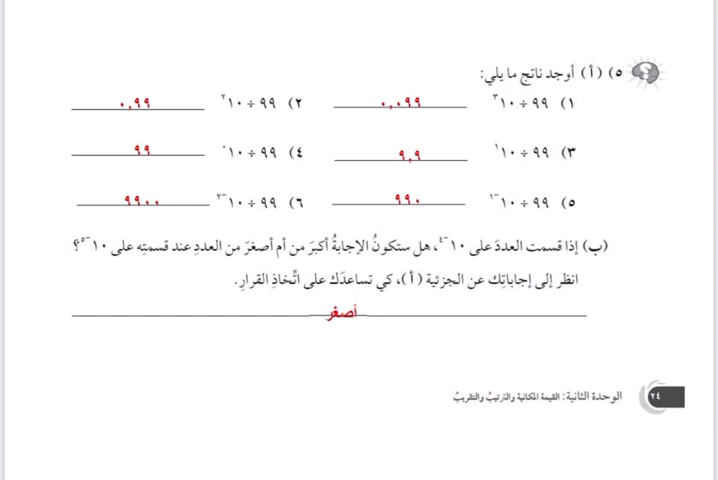 ٥) (أ) أوجد ناتج ما يلي:
١) ٩٩ ÷ ١٠^٣ ٠,٠٩٩ ٢) ٩٩ ÷ ١٠^٢ ٠,٩٩
٣) ٩٩ ÷ ١٠^١ ٩,٩ ٤) ٩٩ ÷ ١٠^٠ ٩٩
٥) ٩٩ ÷ ١٠^-١ ٩٩٠ ٦) ٩٩ ÷ ١٠^-٢ ٩٩٠٠
(ب) إذا قسمت العددَ على ١٠^-٤، هل ستكونُ الإجابةُ أكبرَ من أم أصغرَ من العددِ عند قسمتِه على ١٠^-٥؟
انظر إلى إجاباتِك عن الجزئية (أ)، كي تساعدَك على اتّخاذِ القرارِ.
أصغر
٢٤ الوحدة الثانية: القيمة المكانية والترتيبُ والتقريبُ